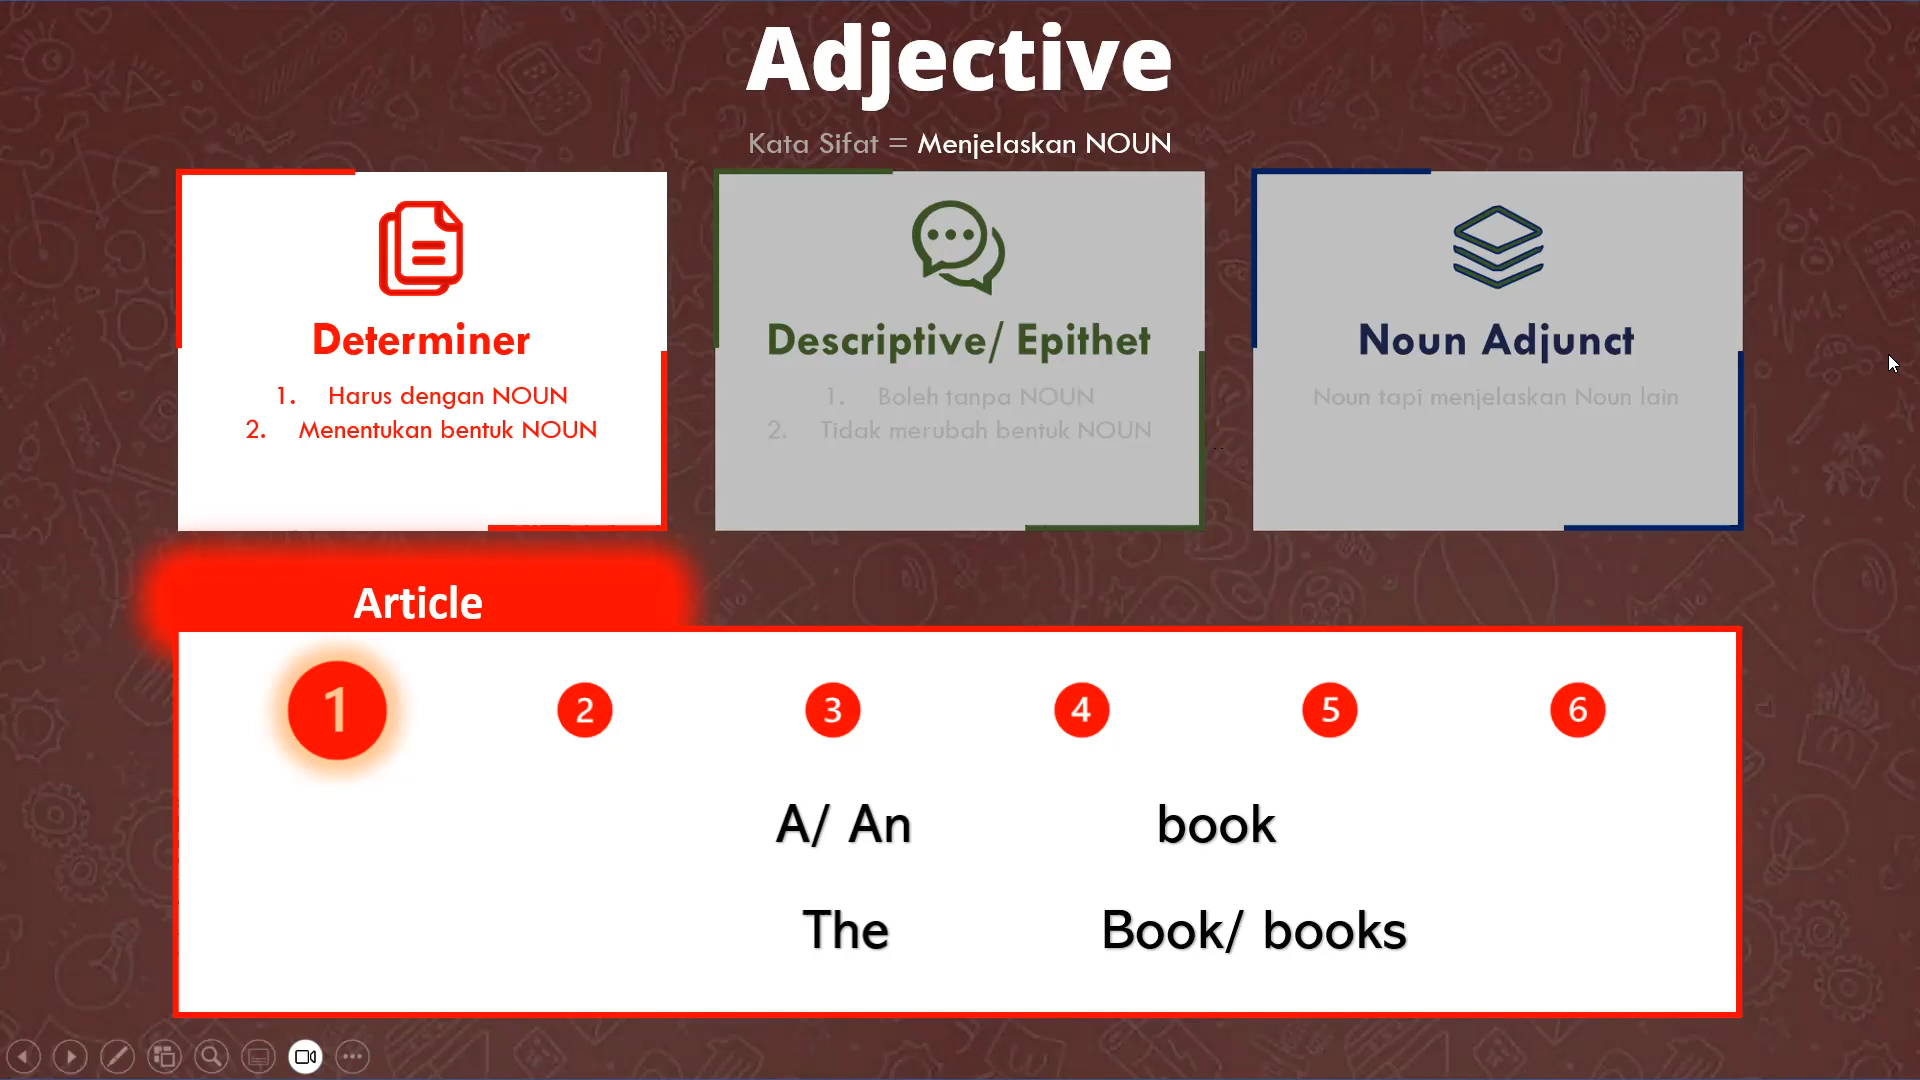 Adjective
Kata Sifat = Menjelaskan NOUN
Determiner
1. Harus dengan NOUN
2. Menentukan bentuk NOUN
Descriptive/ Epithet
1. Boleh tanpa NOUN
2. Tidak merubah bentuk NOUN
Noun Adjunct
Noun tapi menjelaskan Noun lain
Article
1 2 3 4 5 6
A/ An book
The Book/ books